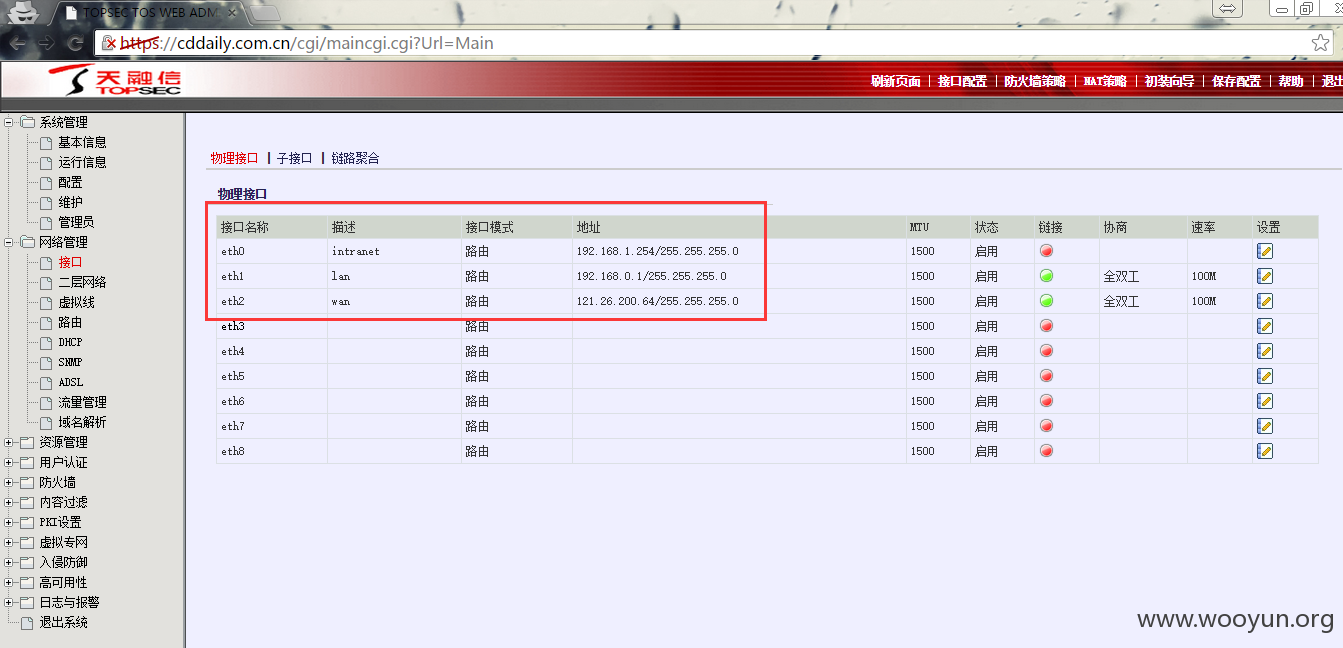 TOPSEC TOS WEB ADM
https://cddaily.com.cn/cgi/maincgi.cgi?Url=Main
天融信
TOPSEC
刷新页面 | 接口配置 | 防火墙策略 | NAT策略 | 初装向导 | 保存配置 | 帮助 | 退出
系统管理
基本信息
运行信息
配置
维护
管理员
网络管理
接口
二层网络
虚拟线
路由
DHCP
SNMP
ADSL
流量管理
域名解析
资源管理
用户认证
防火墙
内容过滤
PKI设置
虚拟专网
入侵防御
高可用性
日志与报警
退出系统
物理接口 | 子接口 | 链路聚合
物理接口
接口名称 描述 接口模式 地址 MTU 状态 链接 协商 速率 设置
eth0 intranet 路由 192.168.1.254/255.255.255.0 1500 启用
eth1 lan 路由 192.168.0.1/255.255.255.0 1500 启用 全双工 100M
eth2 wan 路由 121.26.200.64/255.255.255.0 1500 启用 全双工 100M
eth3 路由 1500 启用
eth4 路由 1500 启用
eth5 路由 1500 启用
eth6 路由 1500 启用
eth7 路由 1500 启用
eth8 路由 1500 启用
www.wooyun.org